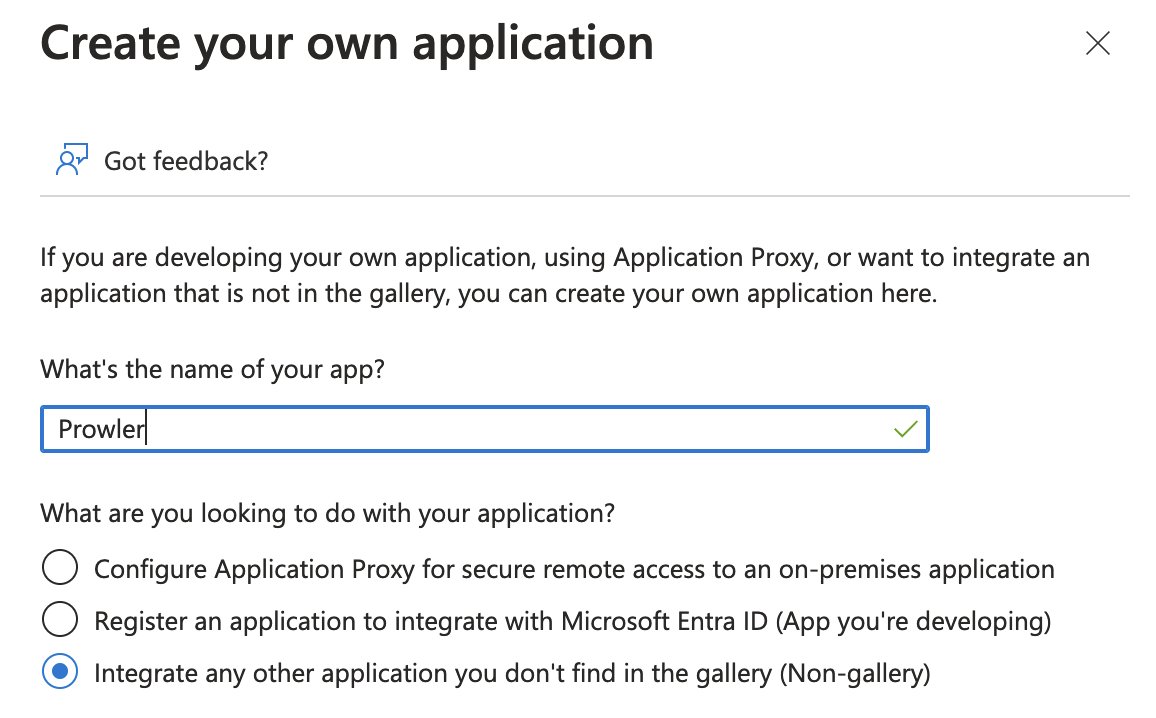 Create your own application
Got feedback?
If you are developing your own application, using Application Proxy, or want to integrate an
application that is not in the gallery, you can create your own application here.
What's the name of your app?
Prowler
What are you looking to do with your application?
Configure Application Proxy for secure remote access to an on-premises application
Register an application to integrate with Microsoft Entra ID (App you're developing)
Integrate any other application you don't find in the gallery (Non-gallery)